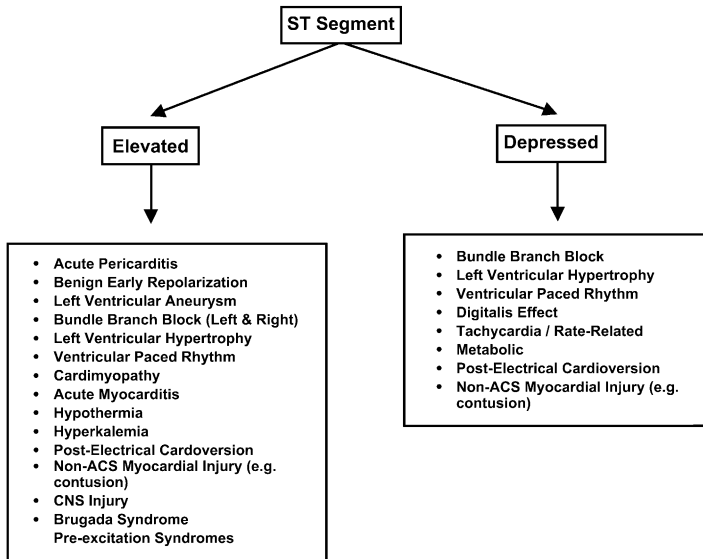 ST Segment
Elevated
Depressed
• Acute Pericarditis
• Benign Early Repolarization
• Left Ventricular Aneurysm
• Bundle Branch Block (Left & Right)
• Left Ventricular Hypertrophy
• Ventricular Paced Rhythm
• Cardimyopathy
• Acute Myocarditis
• Hypothermia
• Hyperkalemia
• Post-Electrical Cardoversion
• Non-ACS Myocardial Injury (e.g.
contusion)
• CNS Injury
• Brugada Syndrome
Pre-excitation Syndromes
• Bundle Branch Block
• Left Ventricular Hypertrophy
• Ventricular Paced Rhythm
• Digitalis Effect
• Tachycardia / Rate-Related
• Metabolic
• Post-Electrical Cardioversion
• Non-ACS Myocardial Injury (e.g.
contusion)